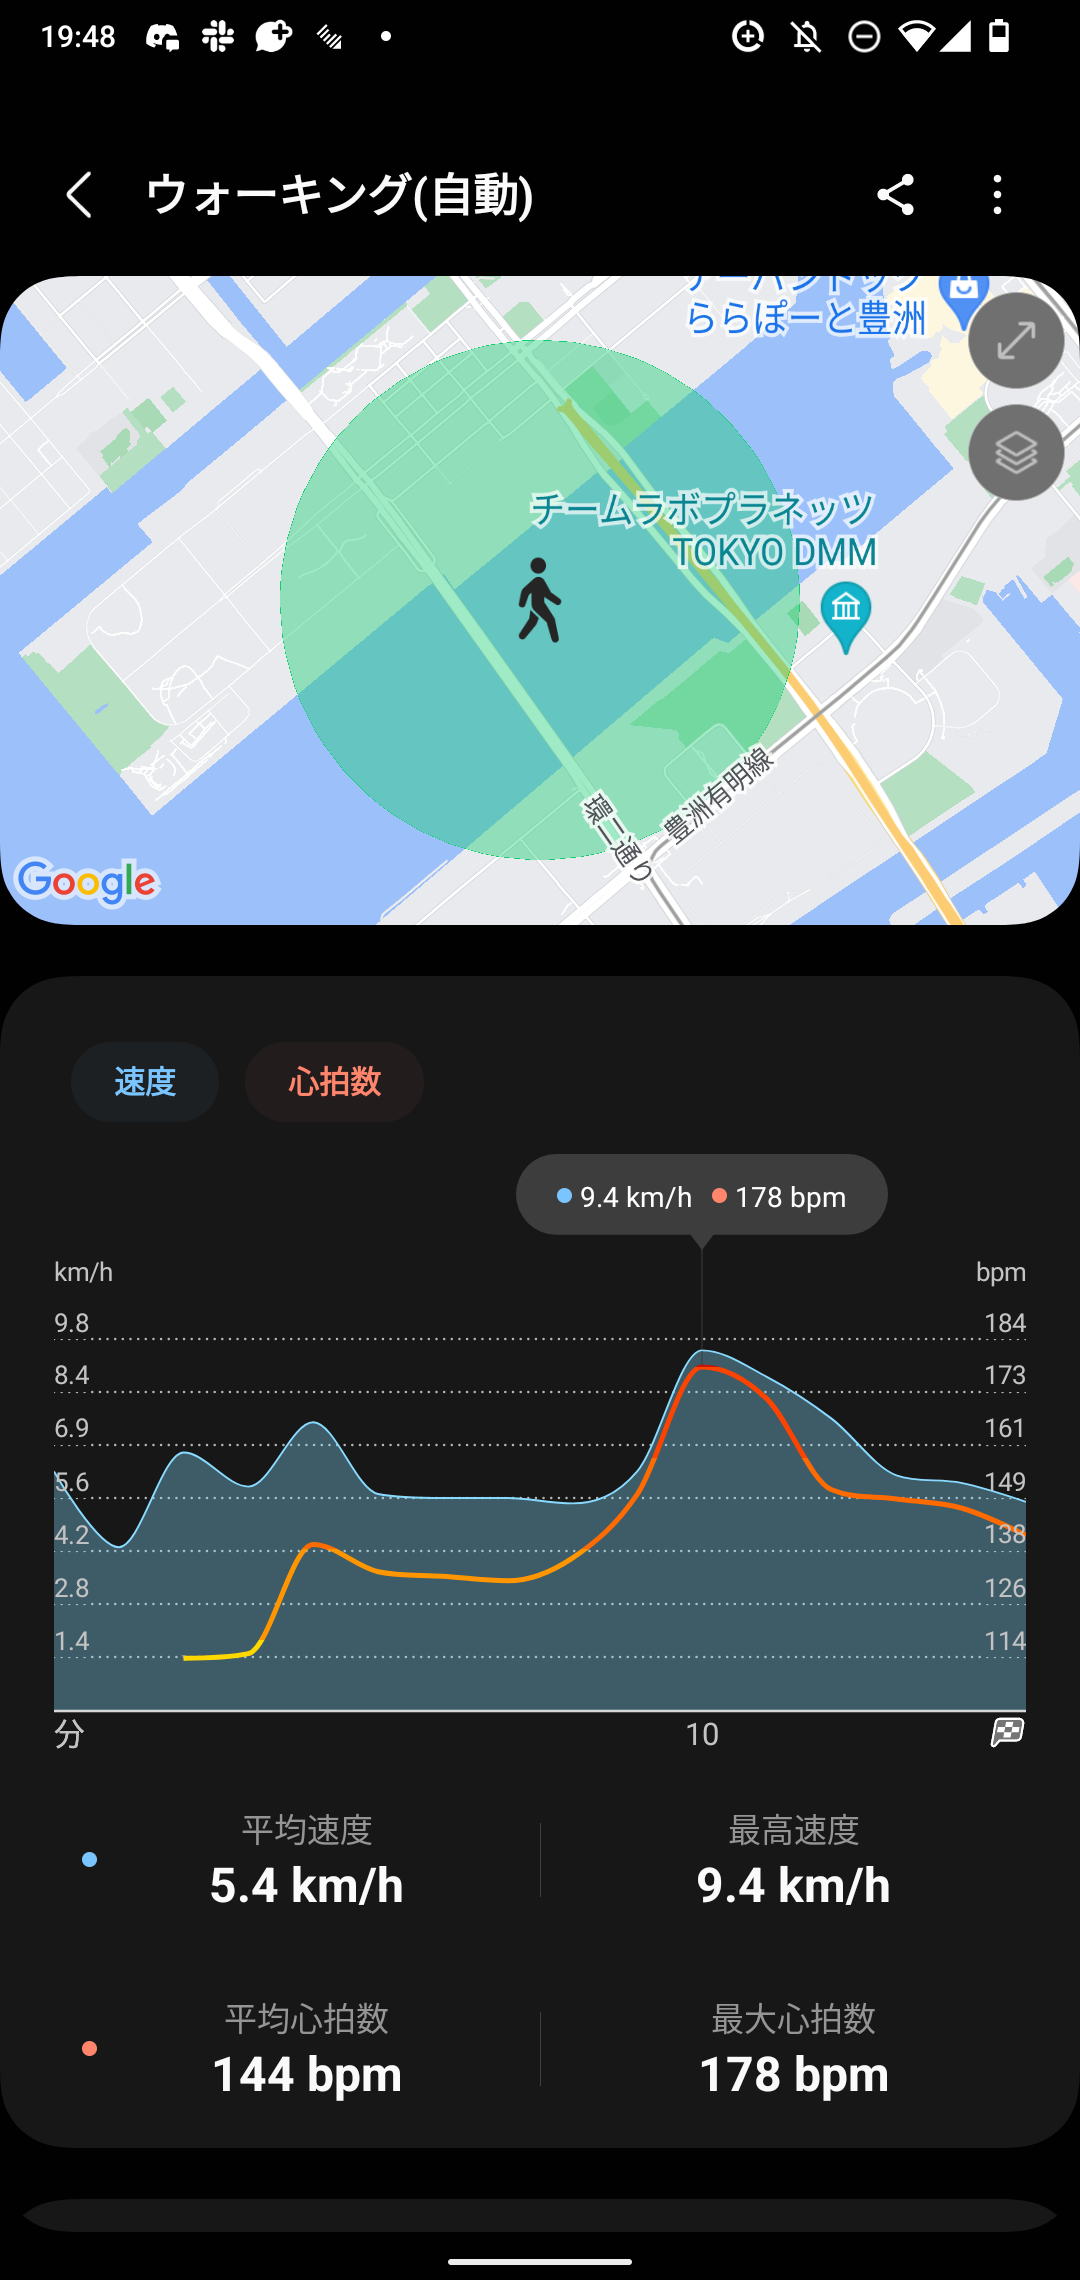 19:48
ウォーキング(自動)
ららぽーと豊洲
チームラボプラネッツ
TOKYO DMM
豊洲有明線
環二通り
Google
速度 心拍数
9.4 km/h 178 bpm
km/h bpm
9.8 184
8.4 173
6.9 161
5.6 149
4.2 138
2.8 126
1.4 114
分 10
平均速度 最高速度
5.4 km/h 9.4 km/h
平均心拍数 最大心拍数
144 bpm 178 bpm